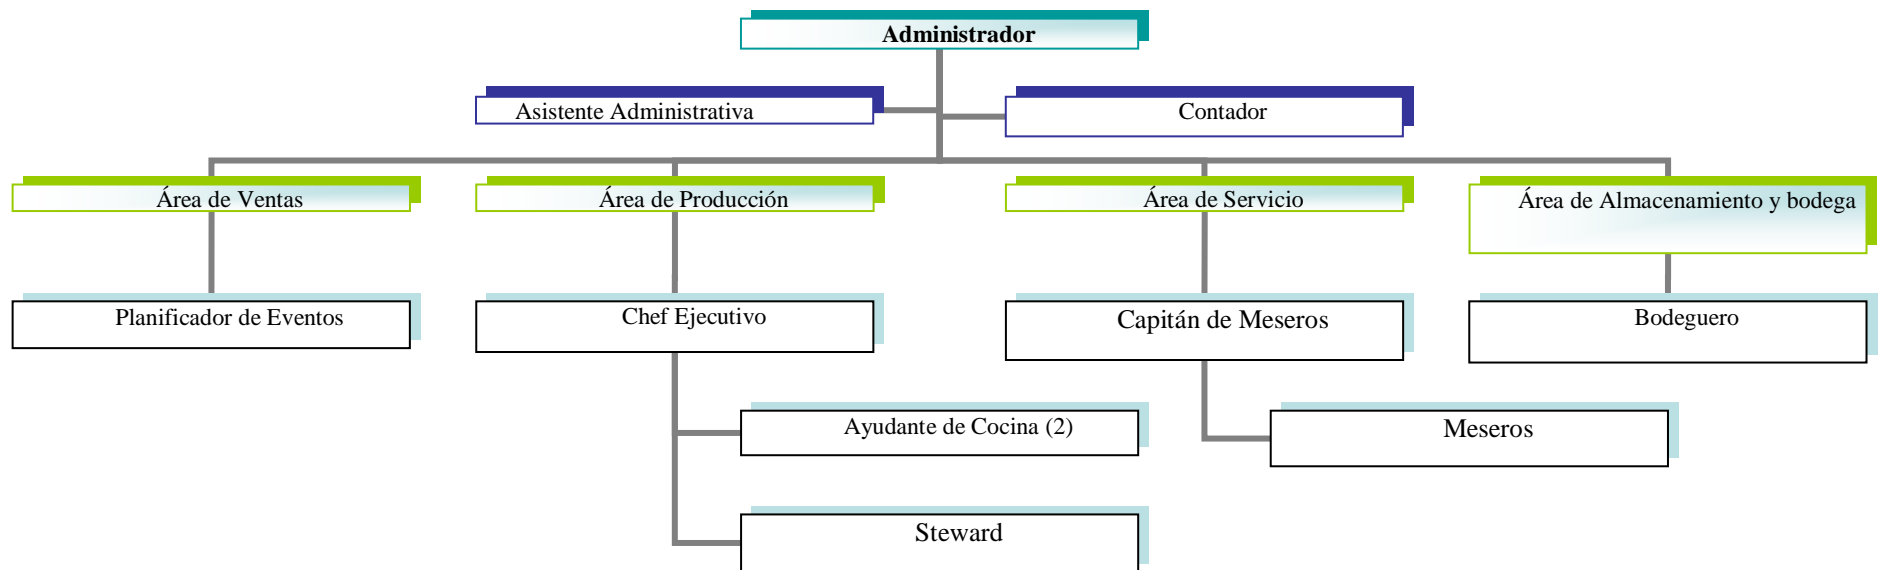 Administrador
Asistente Administrativa
Contador
Área de Ventas
Área de Producción
Área de Servicio
Área de Almacenamiento y bodega
Planificador de Eventos
Chef Ejecutivo
Capitán de Meseros
Bodeguero
Ayudante de Cocina (2)
Meseros
Steward